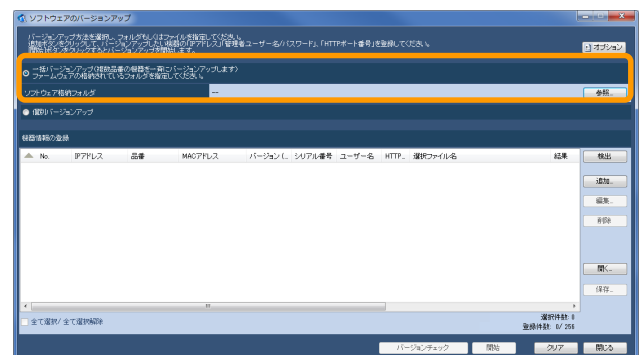 ソフトウェアのバージョンアップ
バージョンアップ方法を選択し、フォルダもしくはファイルを指定してください。
追加ボタンをクリックして、バージョンアップしたい機器の「IPアドレス」「管理者ユーザー名/パスワード」、「HTTPポート番号」を登録してください。
開始ボタンをクリックするとバージョンアップを開始します。
オプション
一括バージョンアップ(複数品番の機器を一斉にバージョンアップします)
ファームウェアの格納されているフォルダを指定してください。
ソフトウェア格納フォルダ
--
参照...
個別バージョンアップ
機器情報の登録
No. IPアドレス 品番 MACアドレス バージョン (... シリアル番号 ユーザー名 HTTP... 選択ファイル名 結果
検出
追加...
編集...
削除
開く...
保存...
全て選択/全て選択解除
選択件数: 0
登録件数: 0/ 256
バージョンチェック 開始 クリア 閉じる